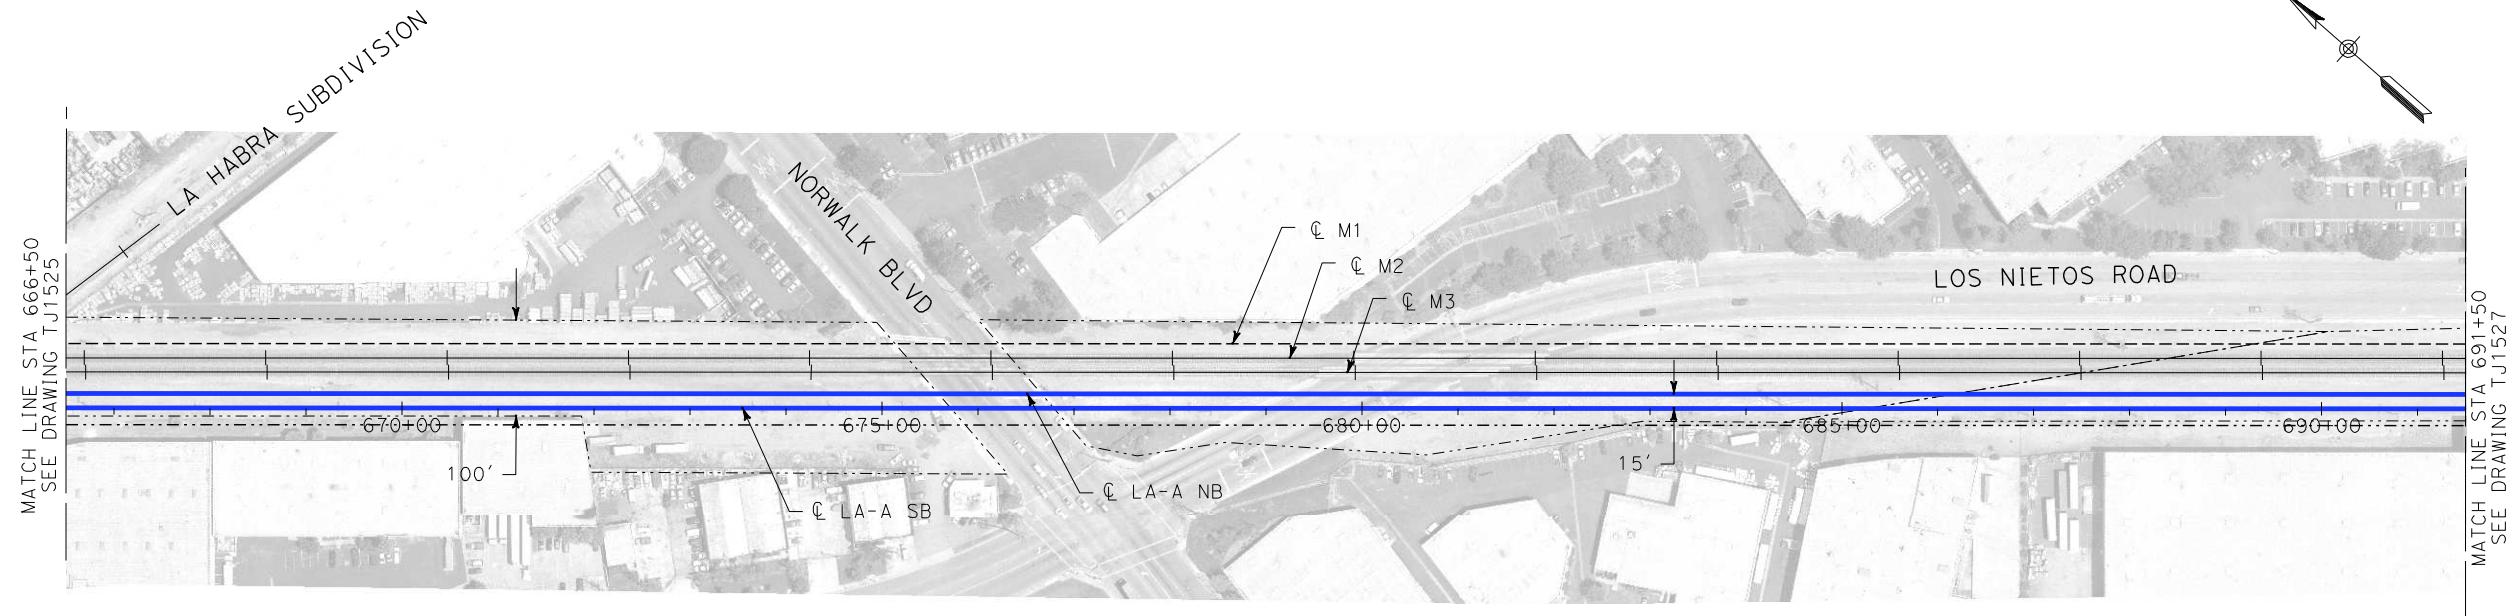 LA HABRA SUBDIVISION
NORWALK BLVD
℄ M1
℄ M2
℄ M3
LOS NIETOS ROAD
MATCH LINE STA 666+50
SEE DRAWING TJ1525
MATCH LINE STA 691+50
SEE DRAWING TJ1527
670+00
675+00
680+00
685+00
690+00
100'
15'
℄ LA-A NB
℄ LA-A SB